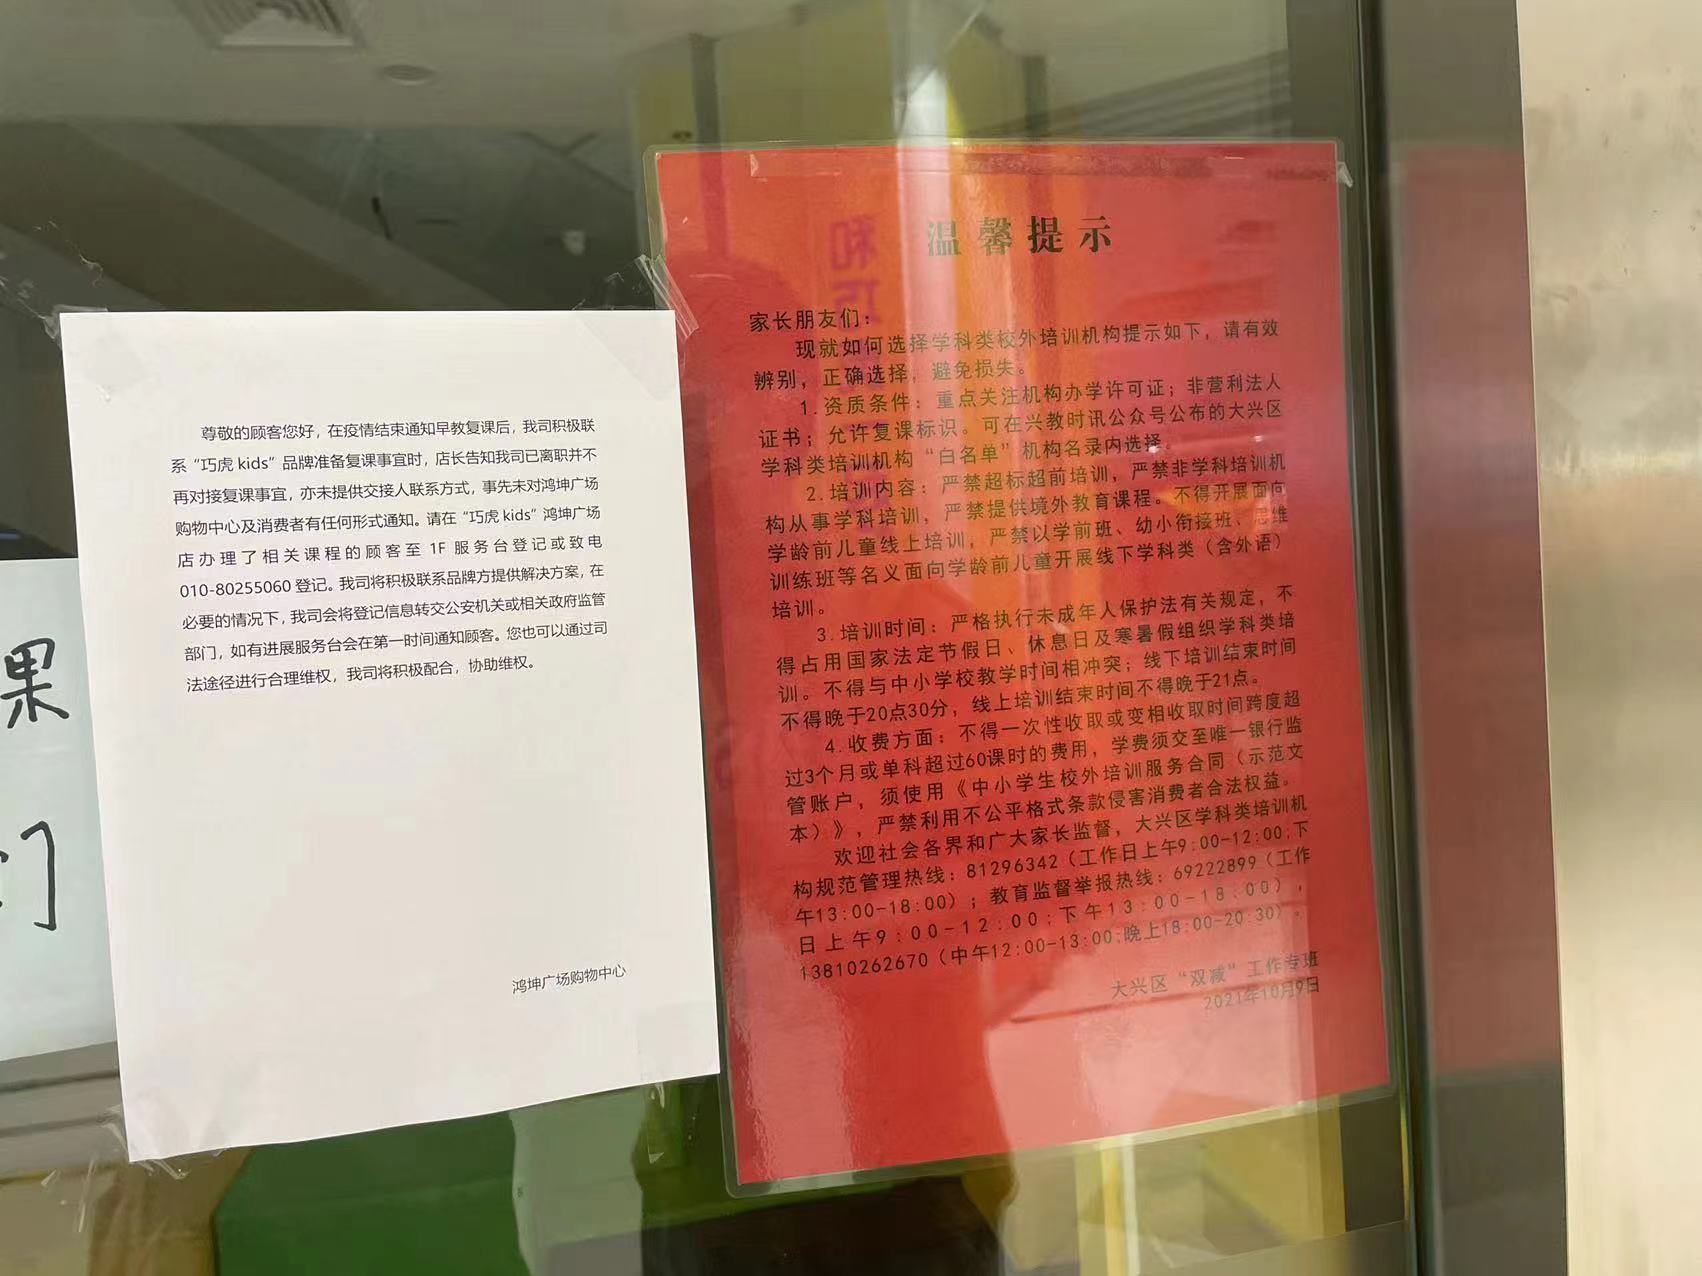 尊敬的顾客您好，在疫情结束通知早教复课后，我司积极联
系“巧虎 kids”品牌准备复课事宜时，店长告知我司已离职并不
再对接复课事宜，亦未提供交接人联系方式，事先未对鸿坤广场
购物中心及消费者有任何形式通知。请在“巧虎 kids”鸿坤广场
店办理了相关课程的顾客至 1F 服务台登记或致电
010-80255060 登记。我司将积极联系品牌方提供解决方案，在
必要的情况下，我司会将登记信息转交公安机关或相关政府监管
部门，如有进展服务台会在第一时间通知顾客。您也可以通过司
法途径进行合理维权，我司将积极配合，协助维权。
鸿坤广场购物中心
温馨提示
家长朋友们：
现就如何选择学科类校外培训机构提示如下，请有效
辨别，正确选择，避免损失。
1.资质条件：重点关注机构办学许可证；非营利法人
证书；允许复课标识。可在兴教时讯公众号公布的大兴区
学科类培训机构“白名单”机构名录内选择。
2.培训内容：严禁超标超前培训，严禁非学科培训机
构从事学科培训，严禁提供境外教育课程。不得开展面向
学龄前儿童线上培训，严禁以学前班、幼小衔接班、思维
训练班等名义面向学龄前儿童开展线下学科类（含外语）
培训。
3.培训时间：严格执行未成年人保护法有关规定，不
得占用国家法定节假日、休息日及寒暑假组织学科类培
训。不得与中小学校教学时间相冲突；线下培训结束时间
不得晚于20点30分，线上培训结束时间不得晚于21点。
4.收费方面：不得一次性收取或变相收取时间跨度超
过3个月或单科超过60课时的费用，学费须交至唯一银行监
管账户，须使用《中小学生校外培训服务合同（示范文
本）》，严禁利用不公平格式条款侵害消费者合法权益。
欢迎社会各界和广大家长监督，大兴区学科类培训机
构规范管理热线：81296342（工作日上午9:00-12:00;下
午13:00-18:00）；教育监督举报热线：69222899（工作
日上午9:00-12:00;下午13:00-18:00），
13810262670（中午12:00-13:00;晚上18:00-20:30）。
大兴区“双减”工作专班
2021年10月9日
果
门
和巧